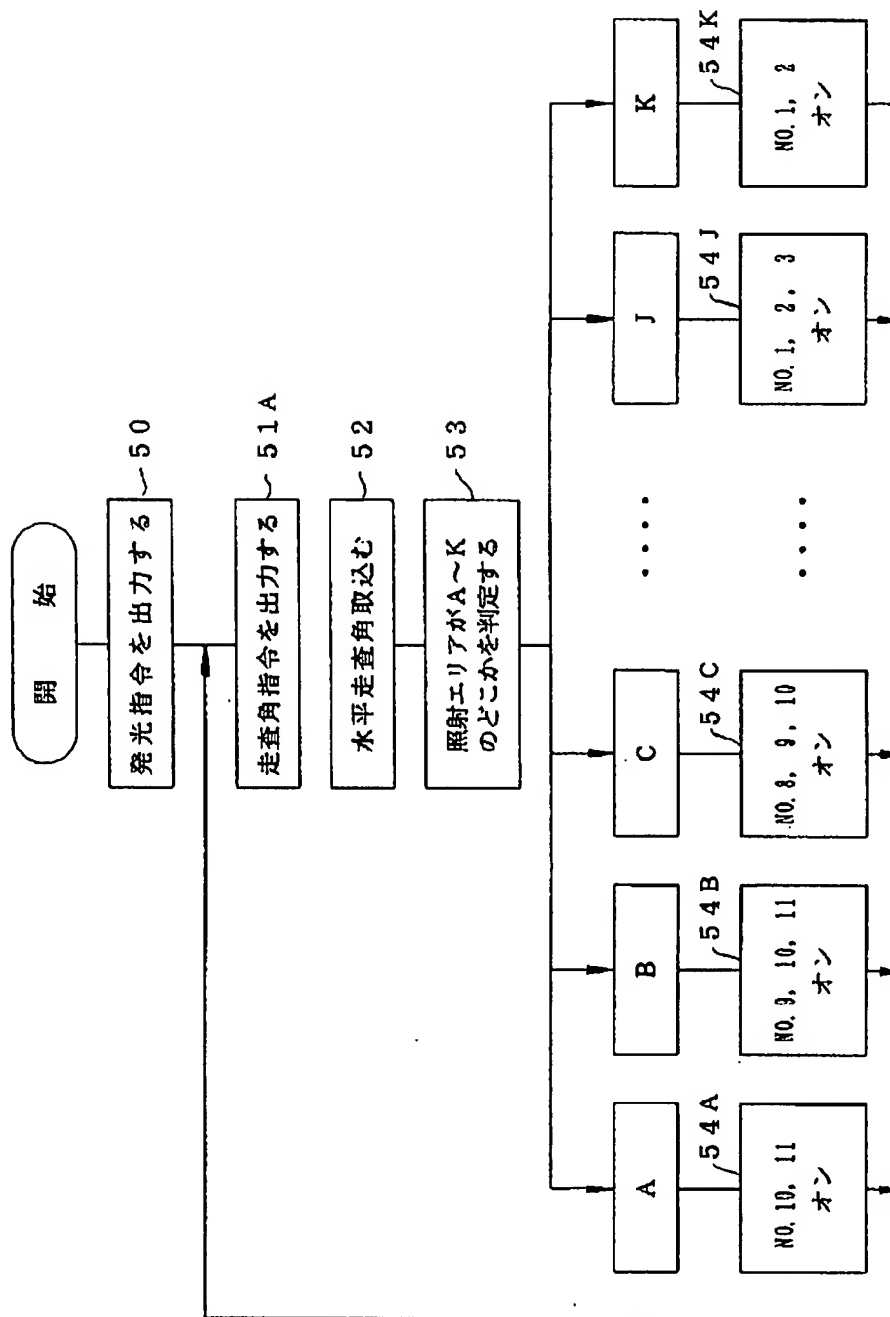 開　始
発光指令を出力する
50
走査角指令を出力する
51A
水平走査角取込む
52
照射エリアがA～K
のどこかを判定する
53
A
B
C
‥‥
J
K
54A
54B
54C
54J
54K
NO.10, 11
オン
NO.9, 10, 11
オン
NO.8, 9, 10
オン
‥‥
NO.1, 2, 3
オン
NO.1, 2
オン